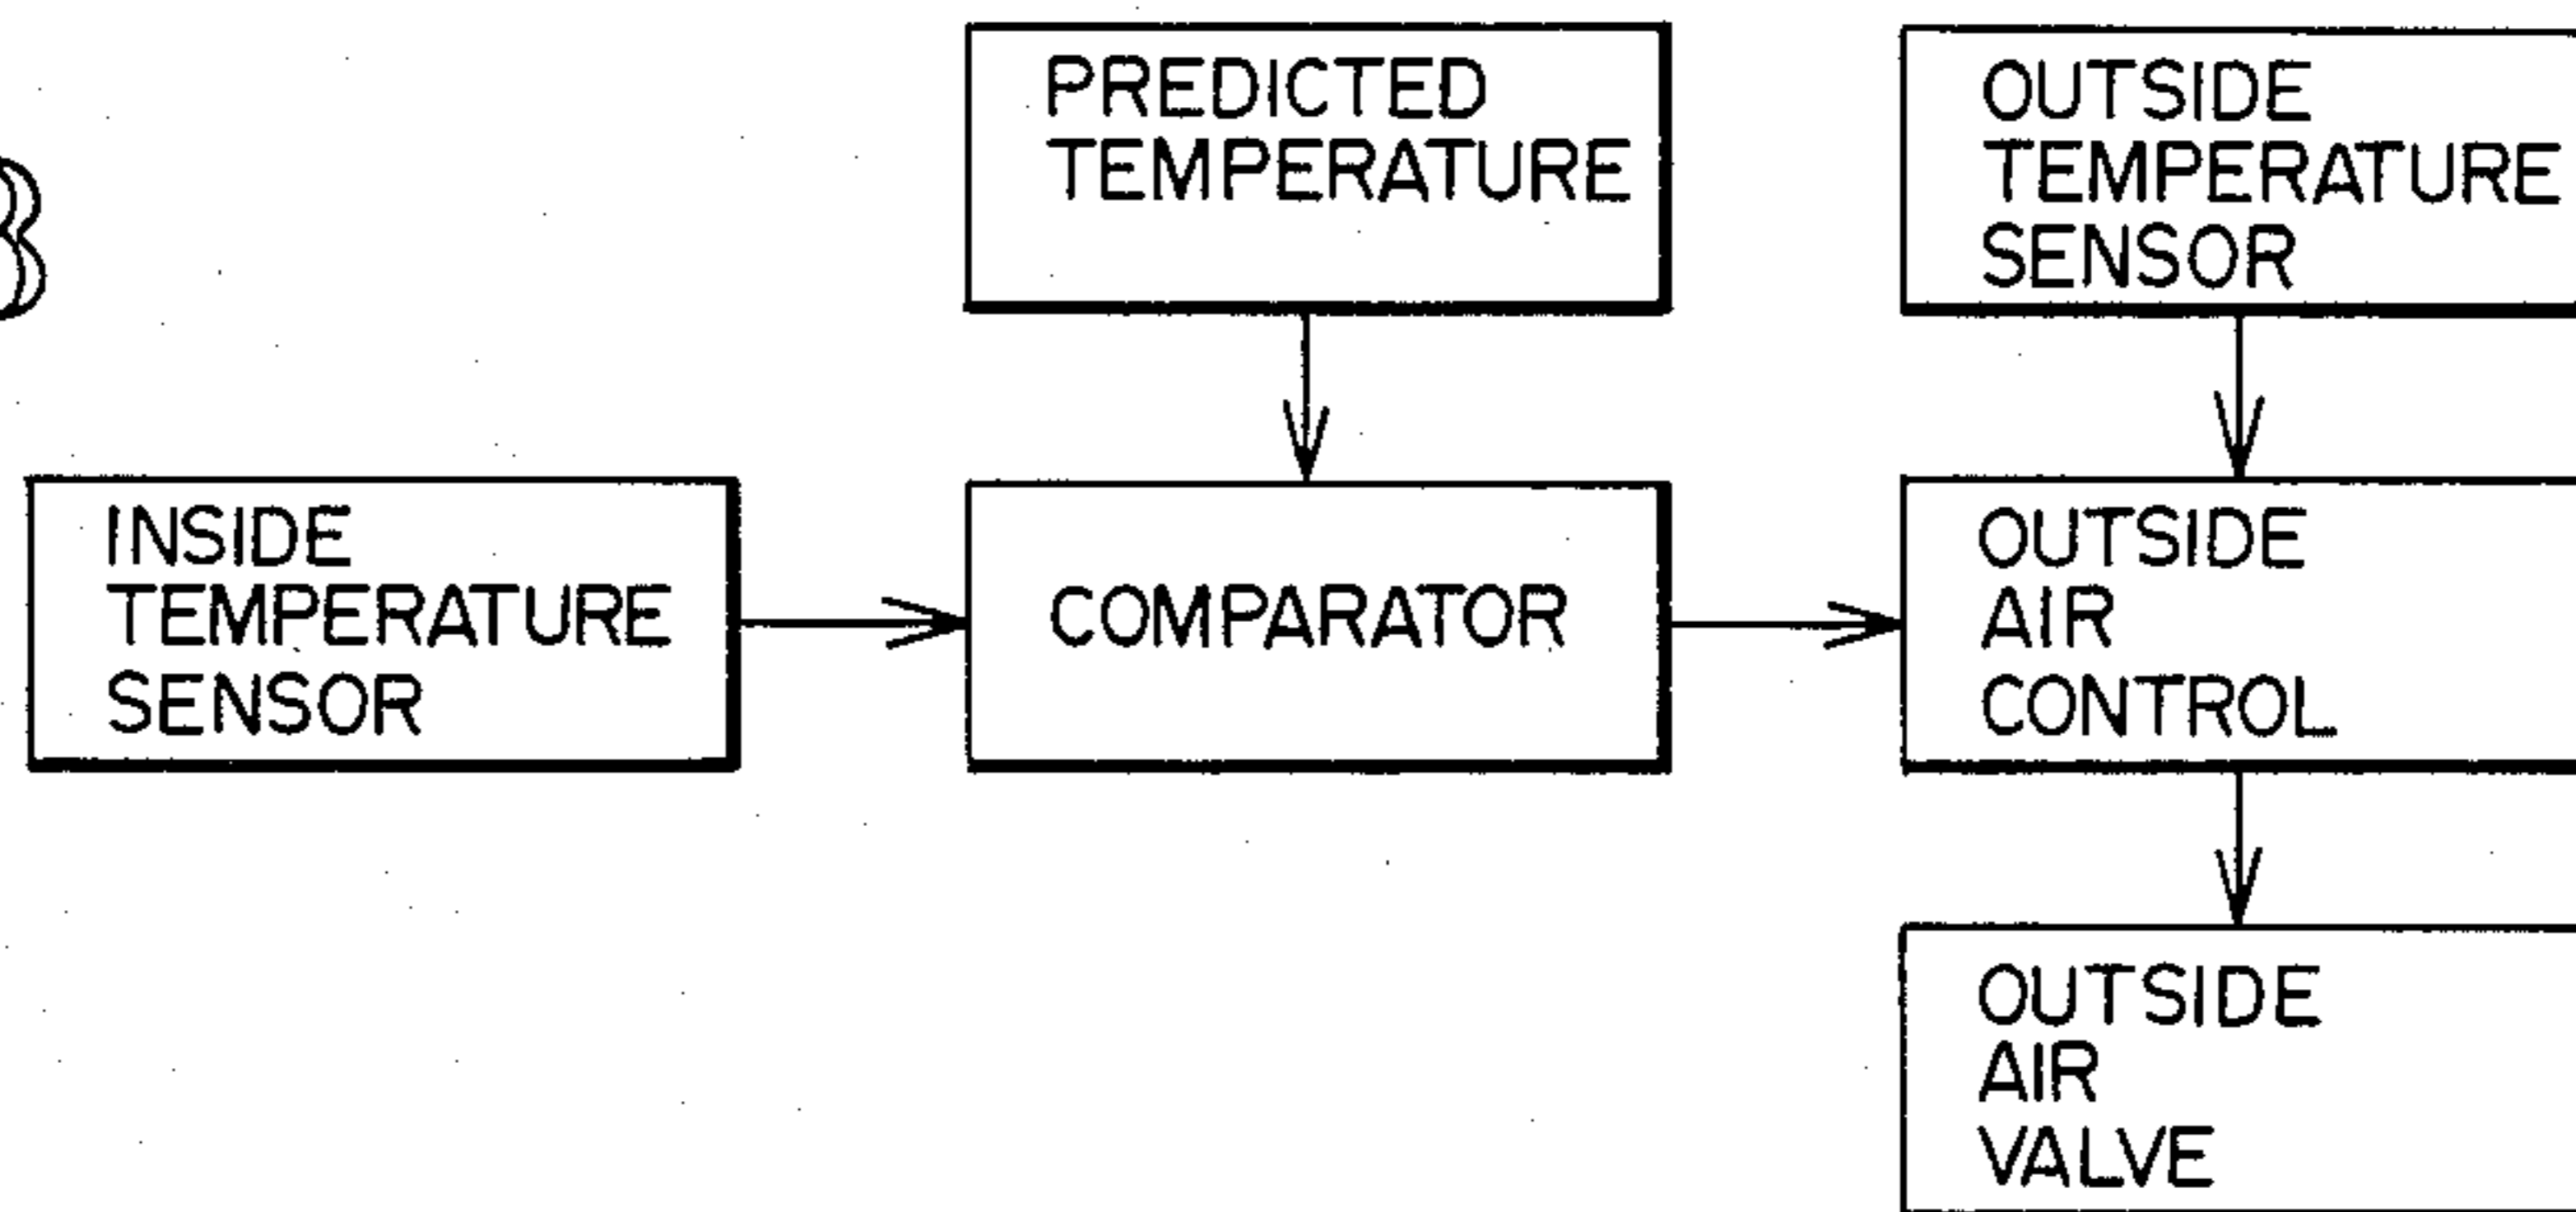 PREDICTED
TEMPERATURE
OUTSIDE
TEMPERATURE
SENSOR
INSIDE
TEMPERATURE
SENSOR
COMPARATOR
OUTSIDE
AIR
CONTROL
OUTSIDE
AIR
VALVE